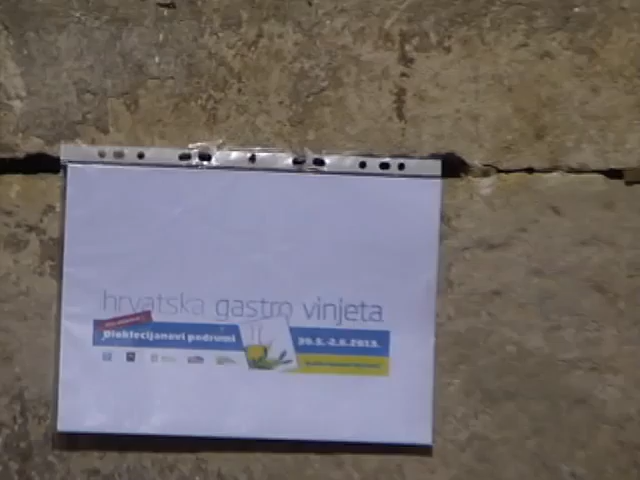 hrvatska gastro vinjeta
Dioklecijanovi podrumi
30.5.-2.6.2013.